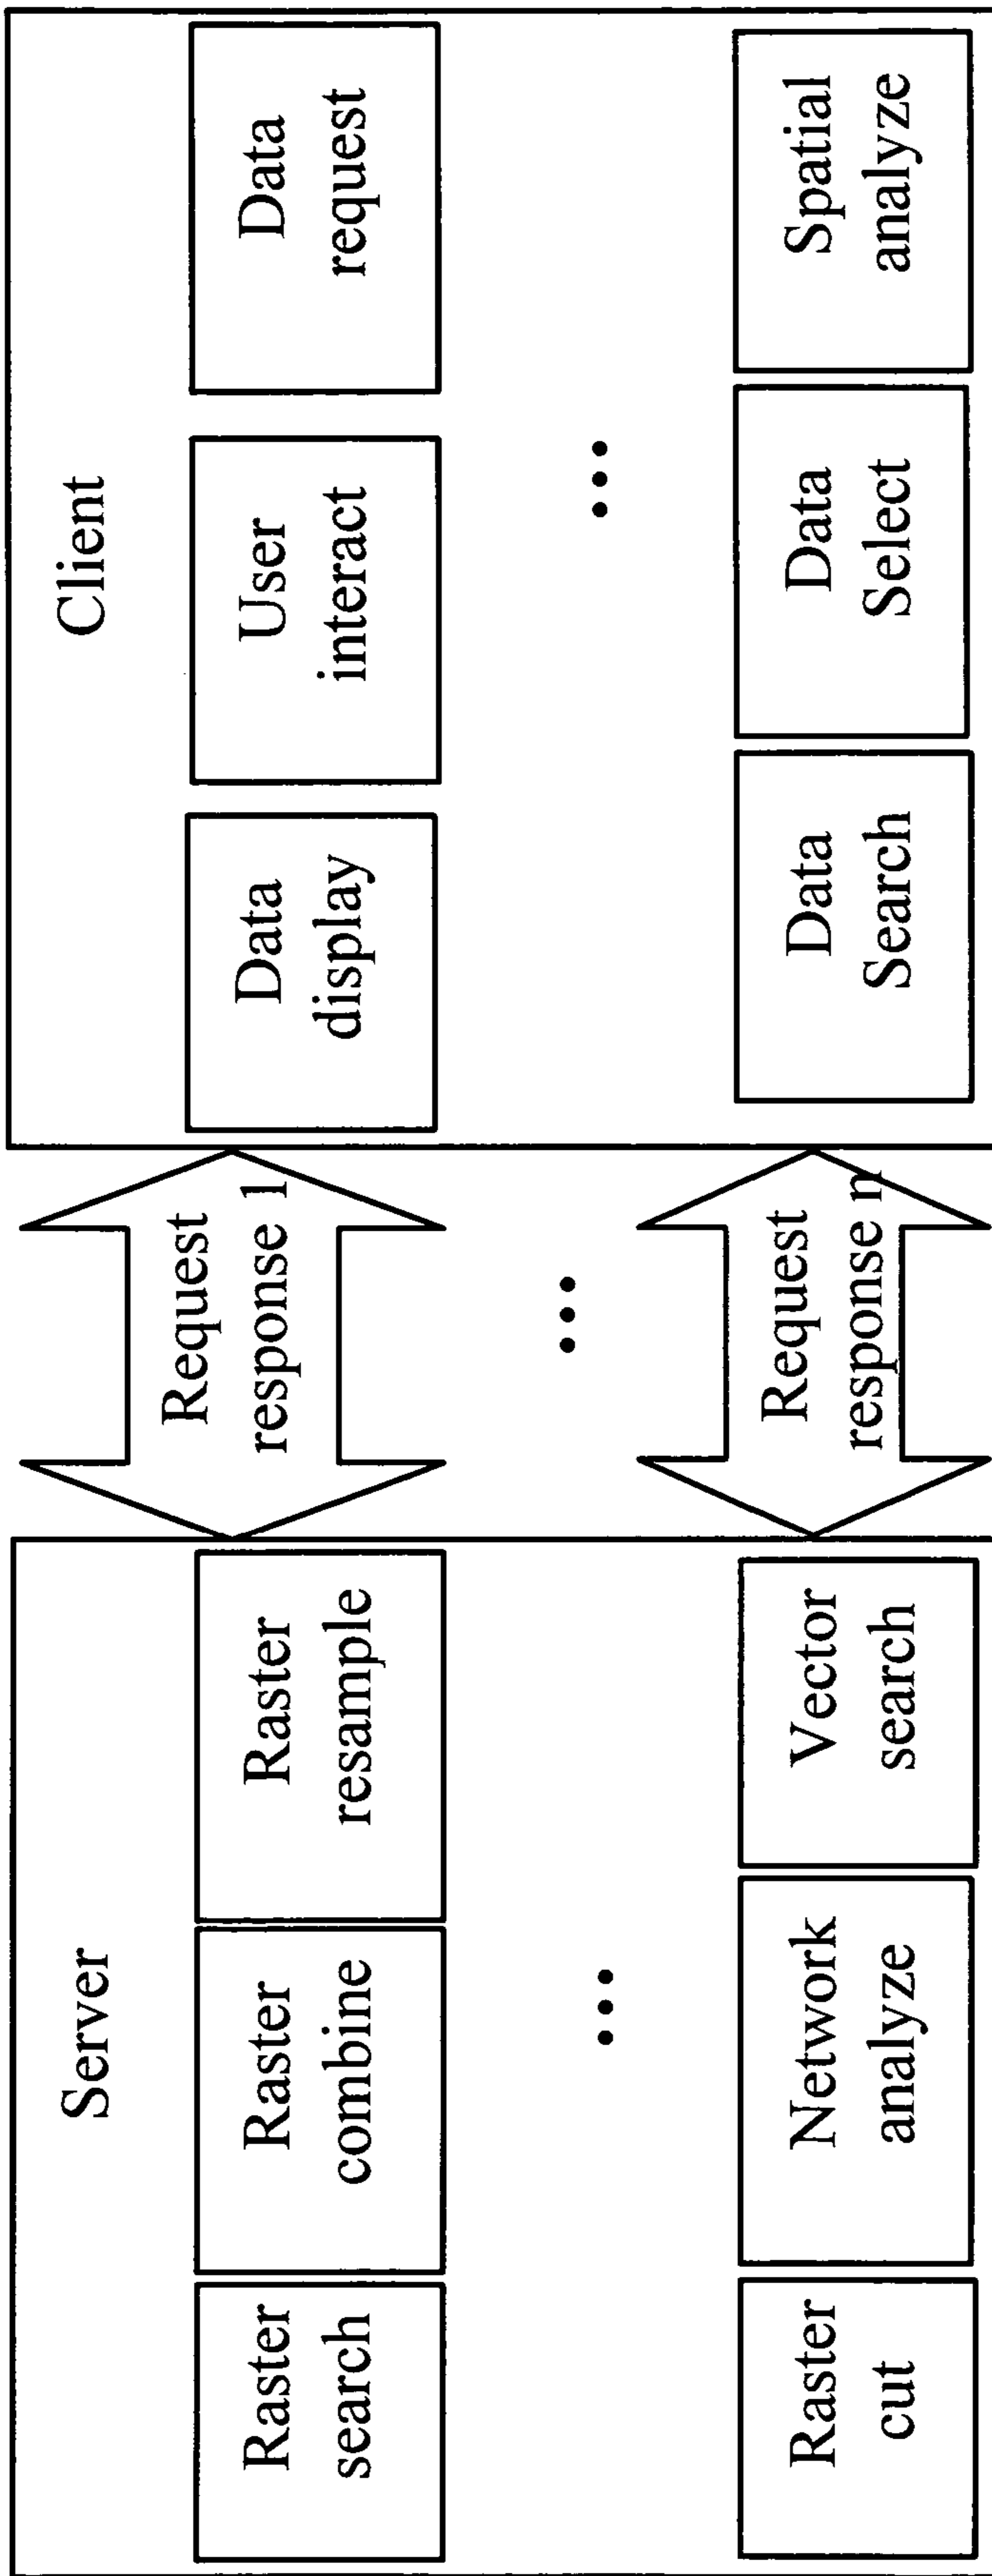 Server
Raster
search
Raster
combine
Raster
resample
Raster
cut
Network
analyze
Vector
search
Request
response 1
Request
response n
Client
Data
display
User
interact
Data
request
Data
Search
Data
Select
Spatial
analyze